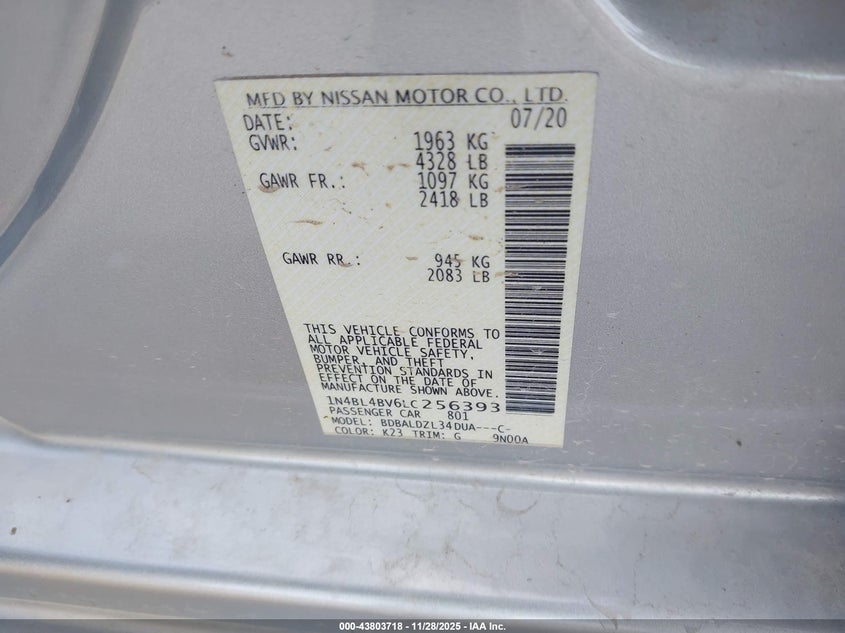 MFD BY NISSAN MOTOR CO., LTD.
DATE: 07/20
GVWR: 1963 KG
4328 LB
GAWR FR.: 1097 KG
2418 LB
GAWR RR.: 945 KG
2083 LB
THIS VEHICLE CONFORMS TO
ALL APPLICABLE FEDERAL
MOTOR VEHICLE SAFETY,
BUMPER, AND THEFT
PREVENTION STANDARDS IN
EFFECT ON THE DATE OF
MANUFACTURE SHOWN ABOVE.
1N4BL4BV6LC256393
PASSENGER CAR 801
MODEL: BDBALDZL34DUA---C-
COLOR: K23 TRIM: G 9N00A
000-43803718 | 11/28/2025 | IAA Inc.